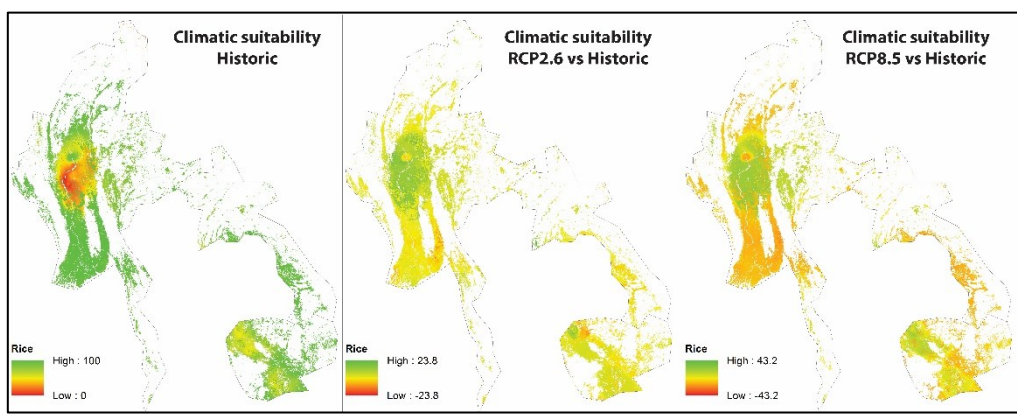 Climatic suitability
Historic
Rice
High : 100
Low : 0
Climatic suitability
RCP2.6 vs Historic
Rice
High : 23.8
Low : -23.8
Climatic suitability
RCP8.5 vs Historic
Rice
High : 43.2
Low : -43.2